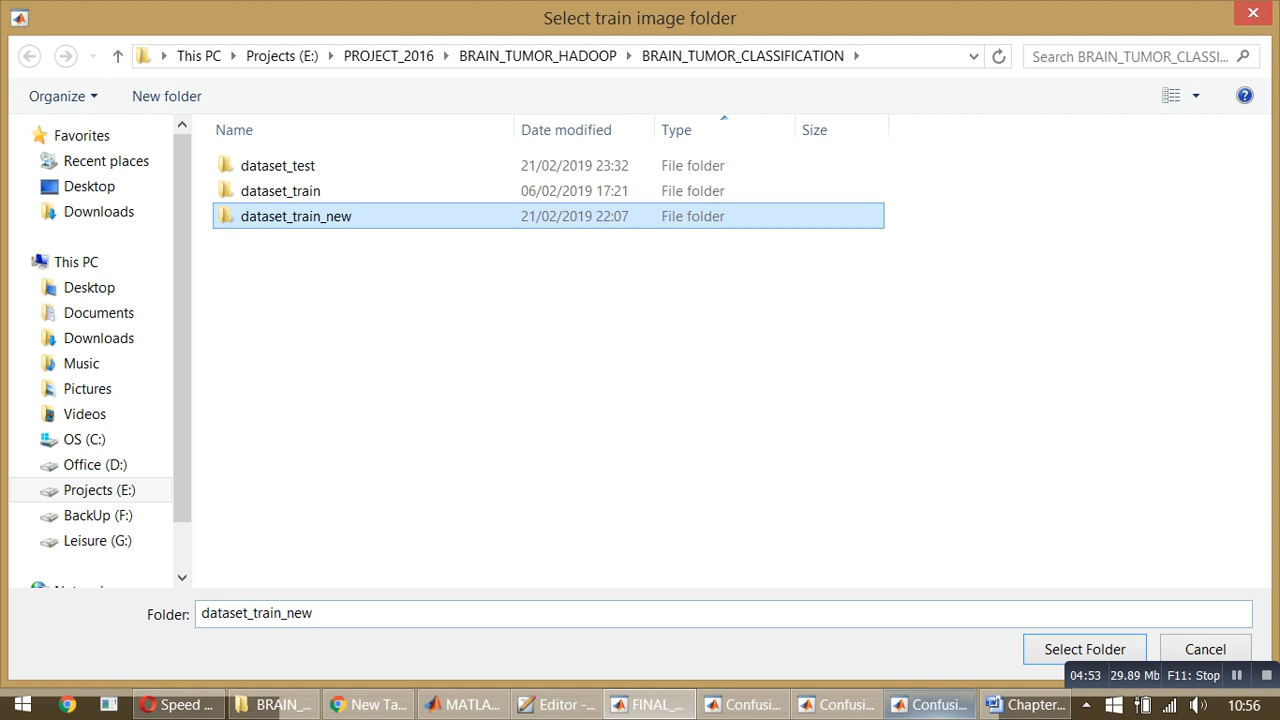 Select train image folder
This PC Projects (E:) PROJECT_2016 BRAIN_TUMOR_HADOOP BRAIN_TUMOR_CLASSIFICATION Search BRAIN_TUMOR_CLASSI...
Organize New folder
Name Date modified Type Size
dataset_test 21/02/2019 23:32 File folder
dataset_train 06/02/2019 17:21 File folder
dataset_train_new 21/02/2019 22:07 File folder
Favorites
Recent places
Desktop
Downloads
This PC
Desktop
Documents
Downloads
Music
Pictures
Videos
OS (C:)
Office (D:)
Projects (E:)
BackUp (F:)
Leisure (G:)
Folder: dataset_train_new
Select Folder Cancel
04:53 29.89 Mb F11: Stop
Speed ... BRAIN_... New Ta... MATLA... Editor -... FINAL_... Confusi... Confusi... Confusi... Chapter... 10:56